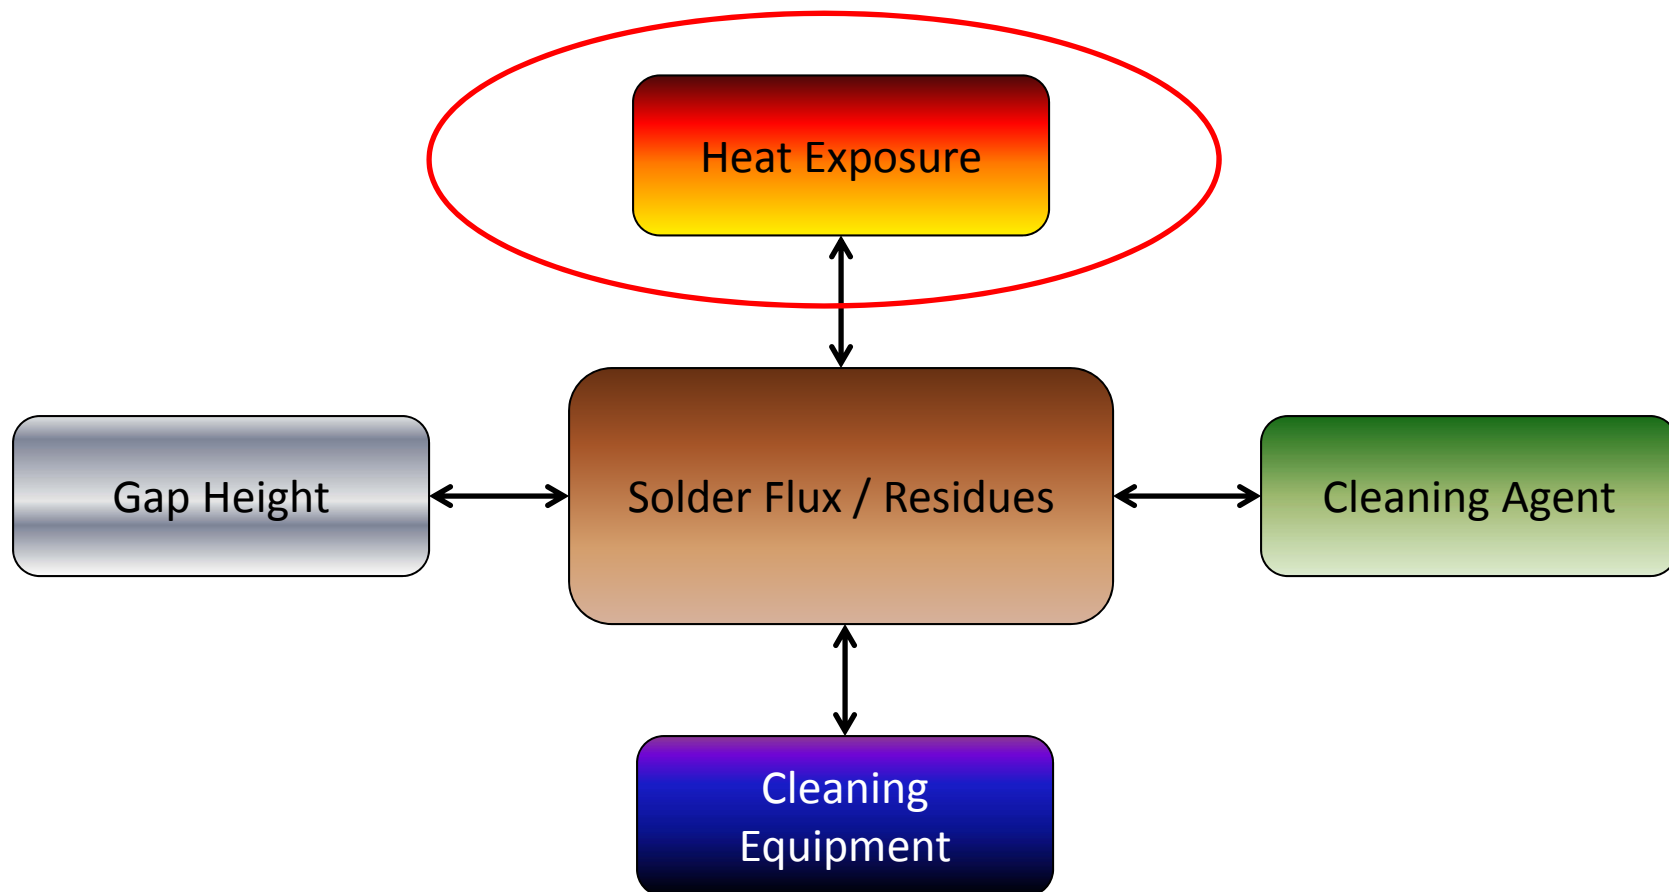 Heat Exposure
Gap Height
Solder Flux / Residues
Cleaning Agent
Cleaning
Equipment